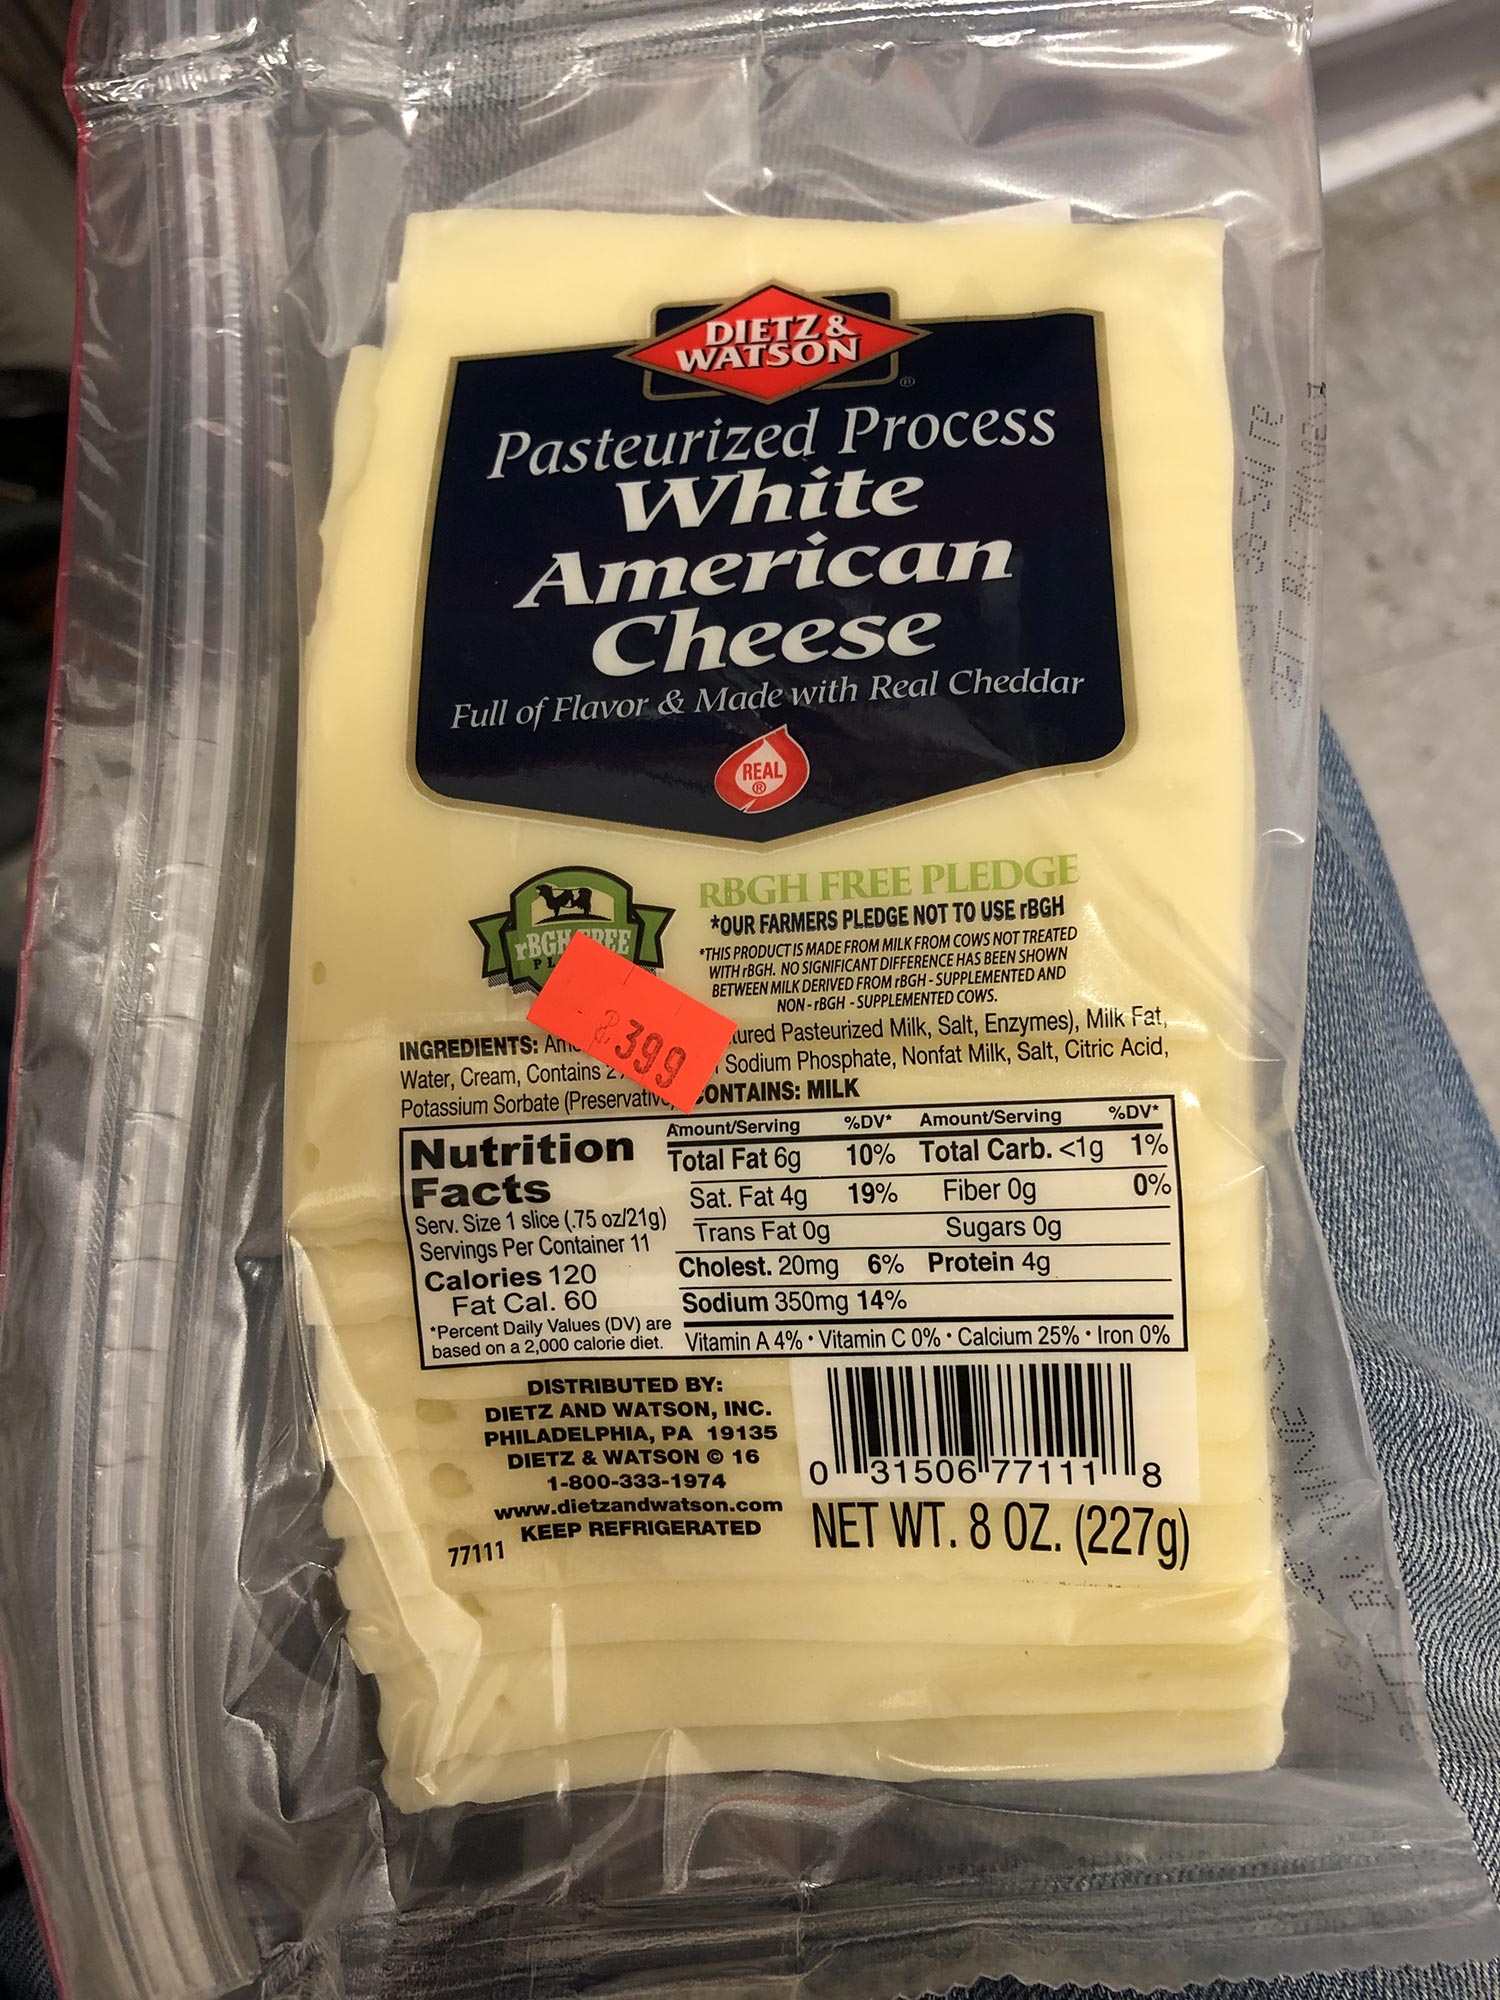 DIETZ &
WATSON
®
Pasteurized Process
White
American
Cheese
Full of Flavor & Made with Real Cheddar
REAL
®
rBGH FREE
RBGH FREE PLEDGE
*OUR FARMERS PLEDGE NOT TO USE rBGH
*THIS PRODUCT IS MADE FROM MILK FROM COWS NOT TREATED
WITH rBGH. NO SIGNIFICANT DIFFERENCE HAS BEEN SHOWN
BETWEEN MILK DERIVED FROM rBGH - SUPPLEMENTED AND
NON - rBGH - SUPPLEMENTED COWS.
399
INGREDIENTS: Pasteurized Milk, Salt, Enzymes), Milk Fat,
Water, Cream, Contains Sodium Phosphate, Nonfat Milk, Salt, Citric Acid,
Potassium Sorbate CONTAINS: MILK
Nutrition
Facts
Serv. Size 1 slice (.75 oz/21g)
Servings Per Container 11
Calories 120
Fat Cal. 60
*Percent Daily Values (DV) are
based on a 2,000 calorie diet.
Amount/Serving %DV* Amount/Serving %DV*
Total Fat 6g 10% Total Carb. <1g 1%
Sat. Fat 4g 19% Fiber 0g 0%
Trans Fat 0g Sugars 0g
Cholest. 20mg 6% Protein 4g
Sodium 350mg 14%
Vitamin A 4% • Vitamin C 0% • Calcium 25% • Iron 0%
DISTRIBUTED BY:
DIETZ AND WATSON, INC.
PHILADELPHIA, PA 19135
DIETZ & WATSON © 16
1-800-333-1974
www.dietzandwatson.com
KEEP REFRIGERATED
77111
0 31506 77111 8
NET WT. 8 OZ. (227g)